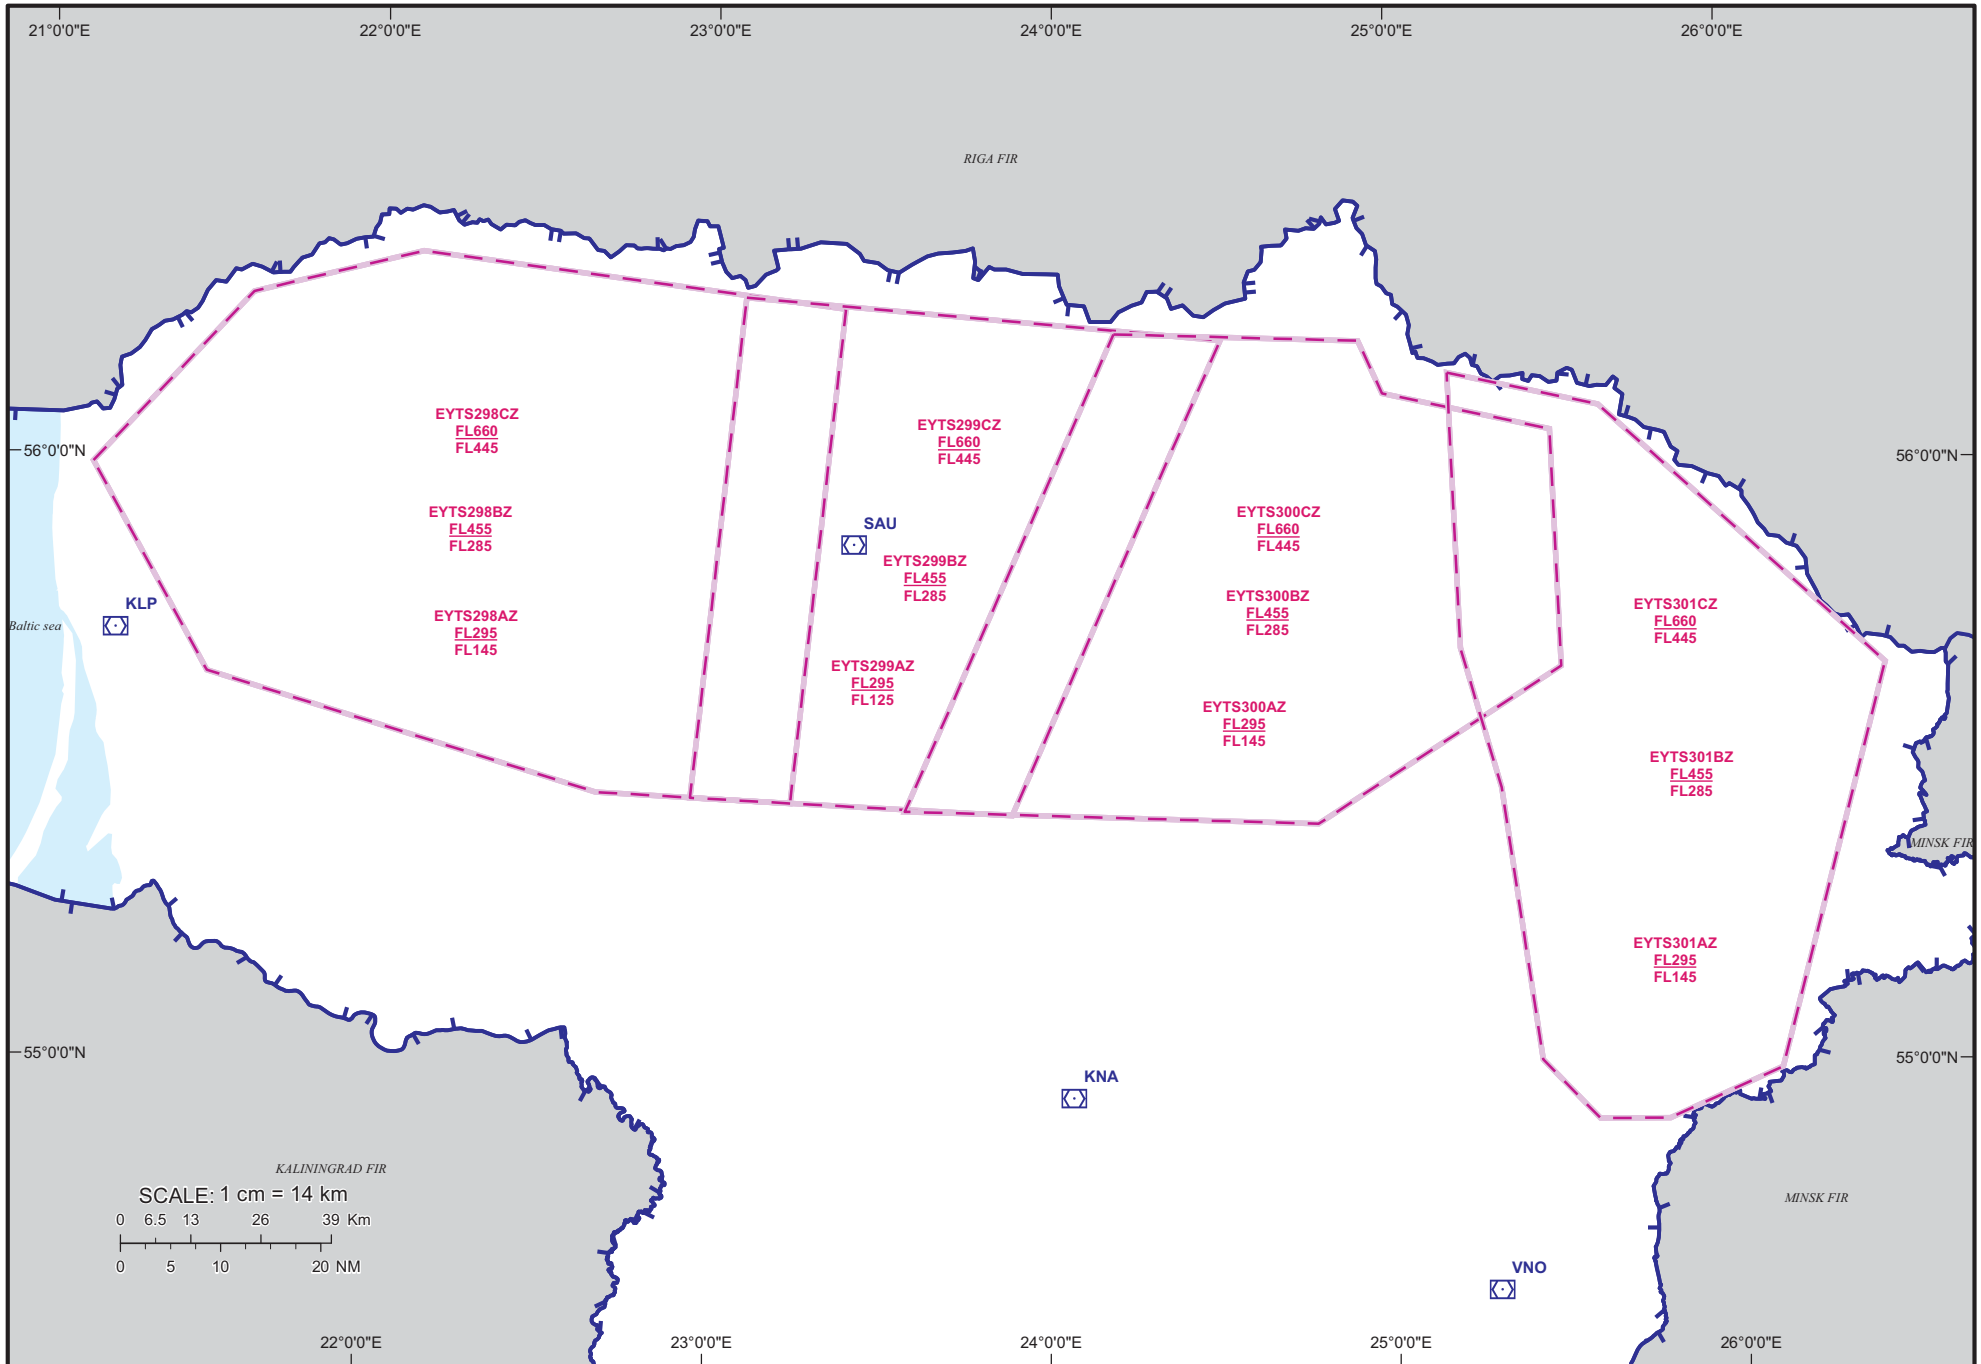 21°0'0"E
22°0'0"E
23°0'0"E
24°0'0"E
25°0'0"E
26°0'0"E
RIGA FIR
EYTS298CZ
FL660
FL445
EYTS299CZ
FL660
FL445
56°0'0"N
56°0'0"N
EYTS298BZ
FL455
FL285
SAU
EYTS300CZ
FL660
FL445
EYTS299BZ
FL455
FL285
EYTS300BZ
FL455
FL285
KLP
Baltic sea
EYTS298AZ
FL295
FL145
EYTS301CZ
FL660
FL445
EYTS299AZ
FL295
FL125
EYTS300AZ
FL295
FL145
EYTS301BZ
FL455
FL285
MINSK FIR
EYTS301AZ
FL295
FL145
55°0'0"N
55°0'0"N
KNA
KALININGRAD FIR
SCALE: 1 cm = 14 km
0 6.5 13 26 39 Km
0 5 10 20 NM
MINSK FIR
VNO
22°0'0"E
23°0'0"E
24°0'0"E
25°0'0"E
26°0'0"E